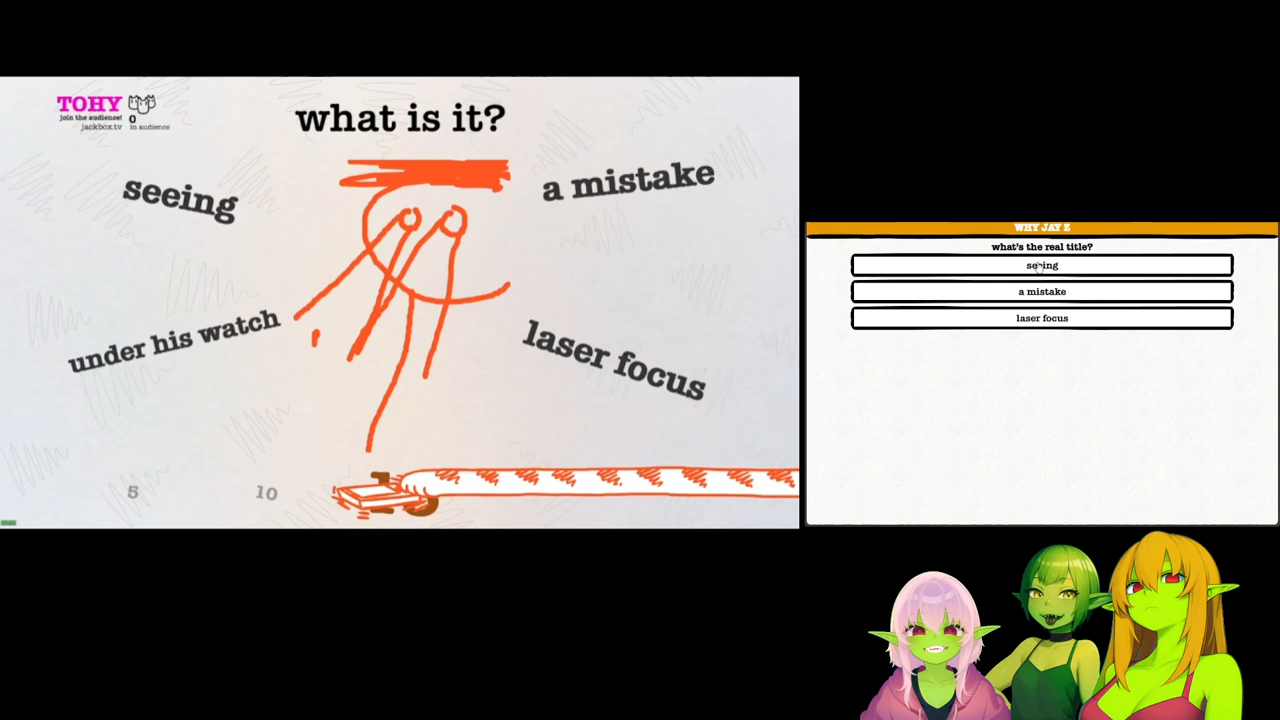 TOHY
join the audience!
jackbox.tv
0
in audience
what is it?
seeing
a mistake
under his watch
laser focus
5
10
WHY JAY Z
what's the real title?
seeing
a mistake
laser focus